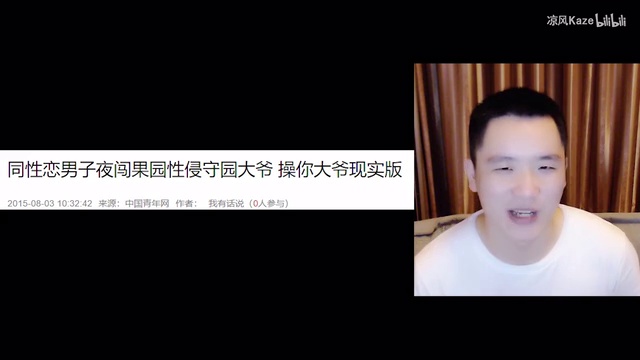 凉风Kaze bilibili
同性恋男子夜闯果园性侵守园大爷 操你大爷现实版
2015-08-03 10:32:42 来源：中国青年网 作者： 我有话说（0人参与）